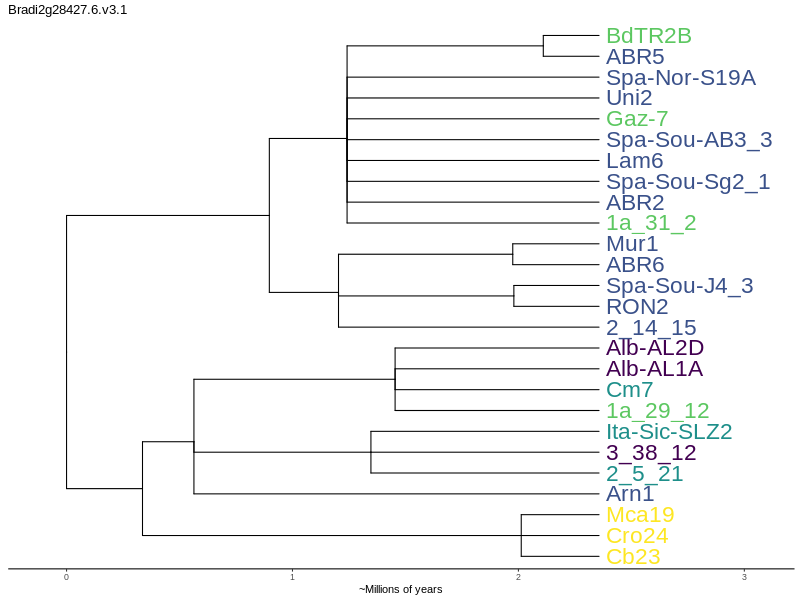 Bradi2g28427.6.v3.1
BdTR2B
ABR5
Spa-Nor-S19A
Uni2
Gaz-7
Spa-Sou-AB3_3
Lam6
Spa-Sou-Sg2_1
ABR2
1a_31_2
Mur1
ABR6
Spa-Sou-J4_3
RON2
2_14_15
Alb-AL2D
Alb-AL1A
Cm7
1a_29_12
Ita-Sic-SLZ2
3_38_12
2_5_21
Arn1
Mca19
Cro24
Cb23
0 1 2 3
~Millions of years